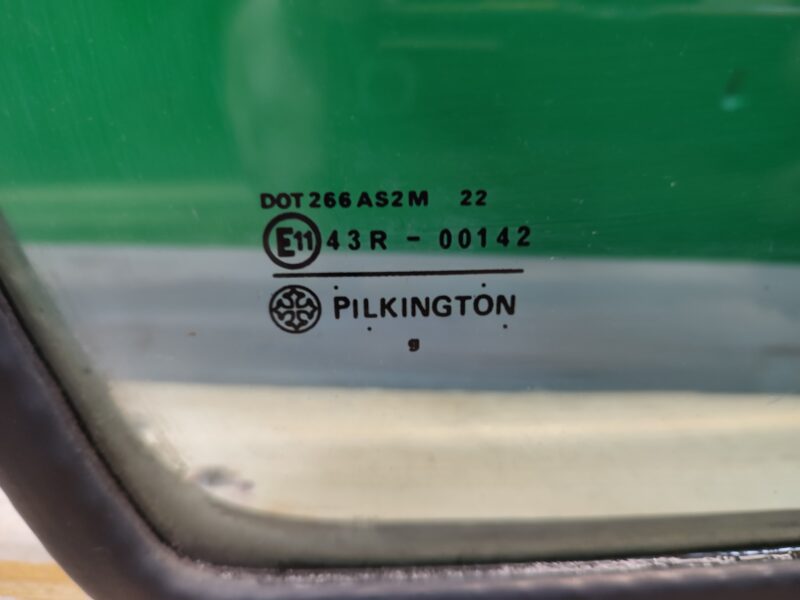 DOT 266 AS2 M 22
E11 43R - 00142
PILKINGTON
9